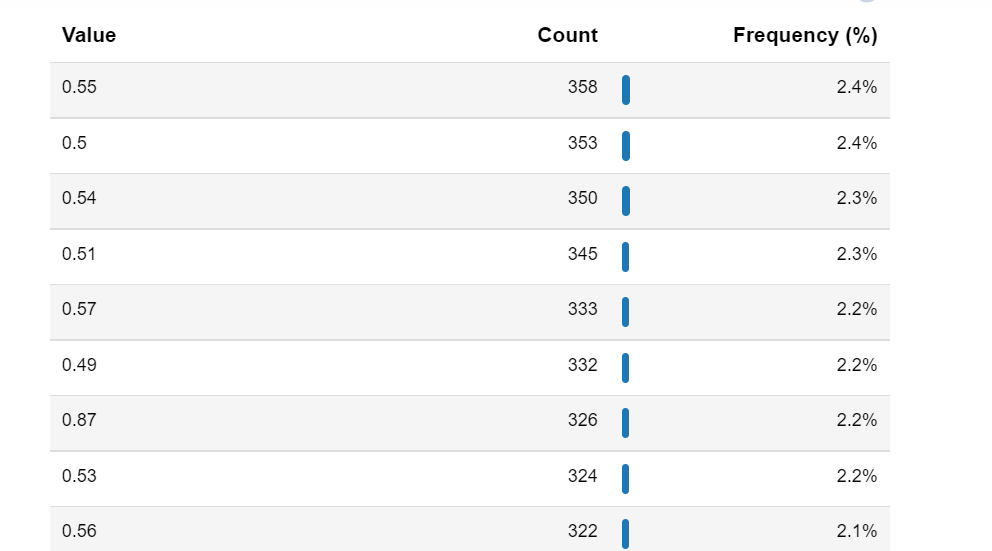 Value Count Frequency (%)
0.55 358 2.4%
0.5 353 2.4%
0.54 350 2.3%
0.51 345 2.3%
0.57 333 2.2%
0.49 332 2.2%
0.87 326 2.2%
0.53 324 2.2%
0.56 322 2.1%